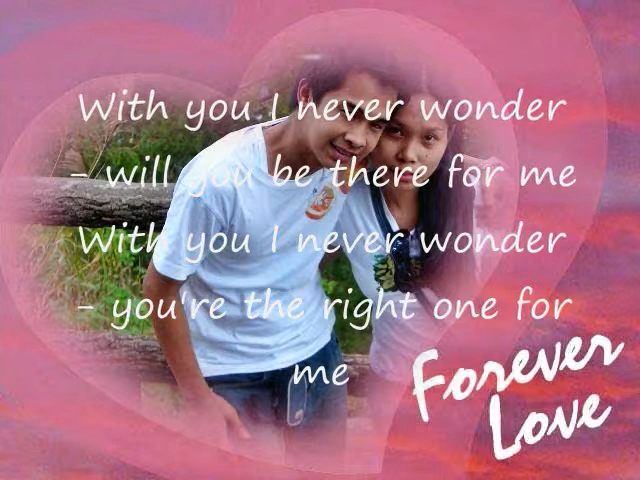 With you I never wonder
- will you be there for me
With you I never wonder
- you're the right one for
me
Forever
Love